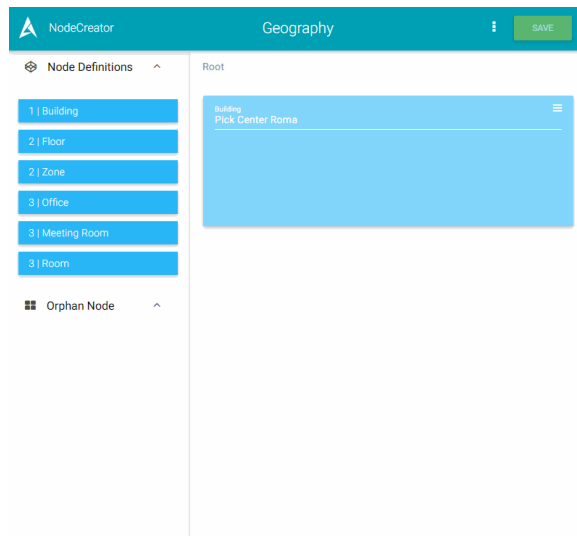 NodeCreator
Geography
SAVE
Node Definitions
Root
1 | Building
2 | Floor
2 | Zone
3 | Office
3 | Meeting Room
3 | Room
Building
Pick Center Roma
Orphan Node